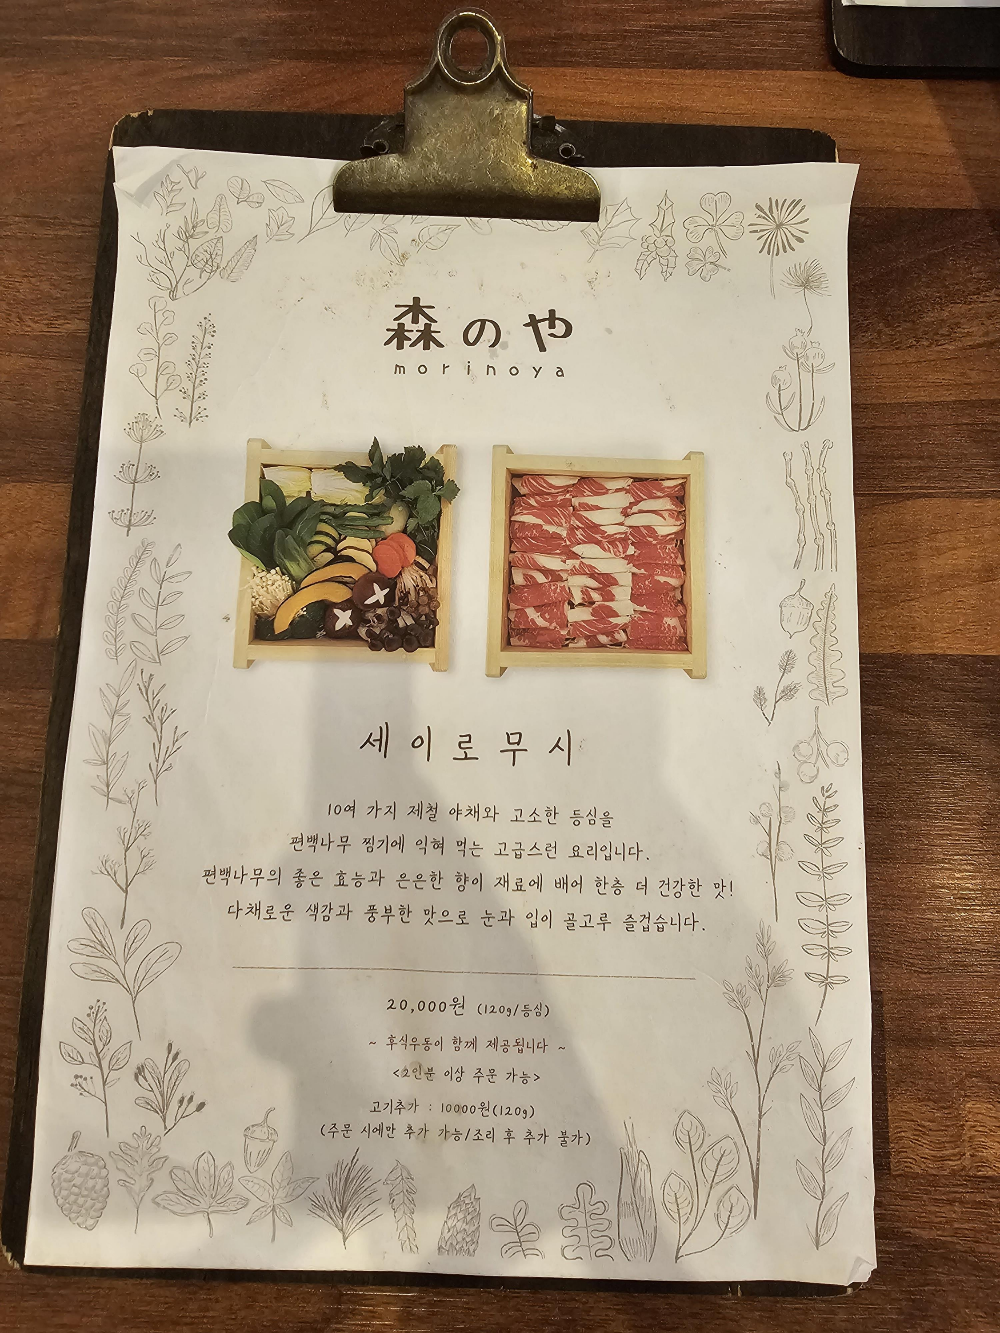 森のや
morinoya
세이로무시
10여 가지 제철 야채와 고소한 등심을
편백나무 찜기에 익혀 먹는 고급스런 요리입니다.
편백나무의 좋은 효능과 은은한 향이 재료에 배어 한층 더 건강한 맛!
다채로운 색감과 풍부한 맛으로 눈과 입이 골고루 즐겁습니다.
20,000원 (120g/등심)
~ 후식우동이 함께 제공됩니다 ~
<2인분 이상 주문 가능>
고기추가 : 10000원(120g)
(주문 시에만 추가 가능/조리 후 추가 불가)